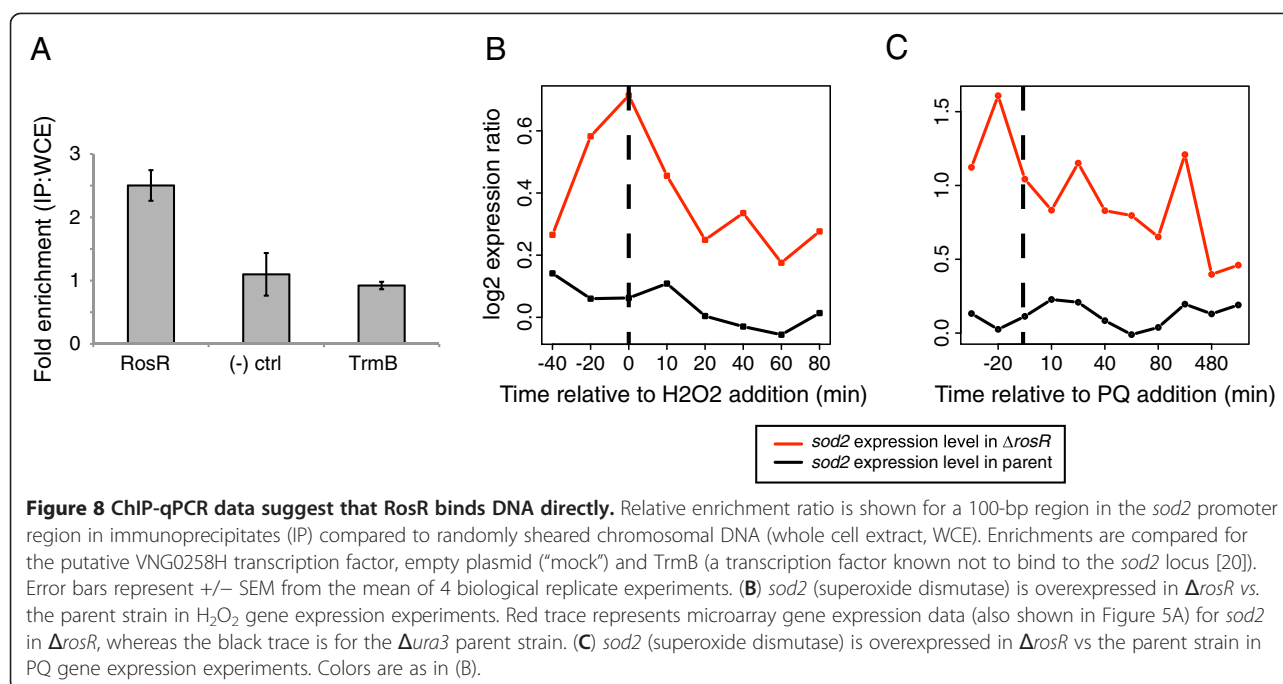 A
B
C
Fold enrichment (IP:WCE)
3
2
1
0
RosR
(-) ctrl
TrmB
log2 expression ratio
0.6
0.4
0.2
0.0
-40
-20
0
10
20
40
60
80
Time relative to H2O2 addition (min)
1.5
1.0
0.5
0.0
-20
10
40
80
480
Time relative to PQ addition (min)
sod2 expression level in ΔrosR
sod2 expression level in parent
Figure 8 ChIP-qPCR data suggest that RosR binds DNA directly. Relative enrichment ratio is shown for a 100-bp region in the sod2 promoter
region in immunoprecipitates (IP) compared to randomly sheared chromosomal DNA (whole cell extract, WCE). Enrichments are compared for
the putative VNG0258H transcription factor, empty plasmid (“mock”) and TrmB (a transcription factor known not to bind to the sod2 locus [20]).
Error bars represent +/− SEM from the mean of 4 biological replicate experiments. (B) sod2 (superoxide dismutase) is overexpressed in ΔrosR vs.
the parent strain in H₂O₂ gene expression experiments. Red trace represents microarray gene expression data (also shown in Figure 5A) for sod2
in ΔrosR, whereas the black trace is for the Δura3 parent strain. (C) sod2 (superoxide dismutase) is overexpressed in ΔrosR vs the parent strain in
PQ gene expression experiments. Colors are as in (B).